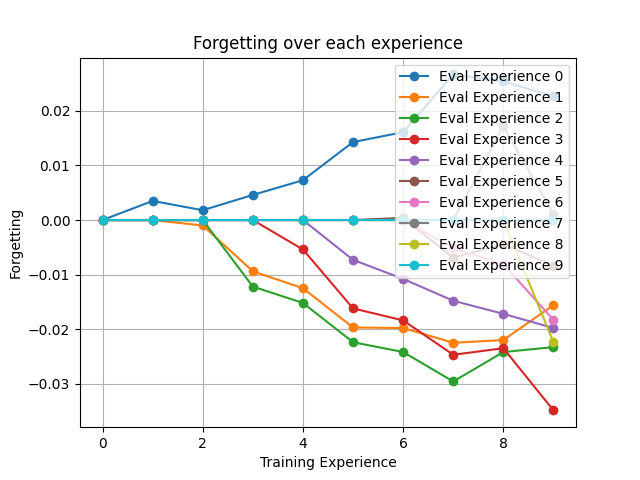 Forgetting over each experience
Forgetting
0.02
0.01
0.00
−0.01
−0.02
−0.03
Eval Experience 0
Eval Experience 1
Eval Experience 2
Eval Experience 3
Eval Experience 4
Eval Experience 5
Eval Experience 6
Eval Experience 7
Eval Experience 8
Eval Experience 9
0 2 4 6 8
Training Experience